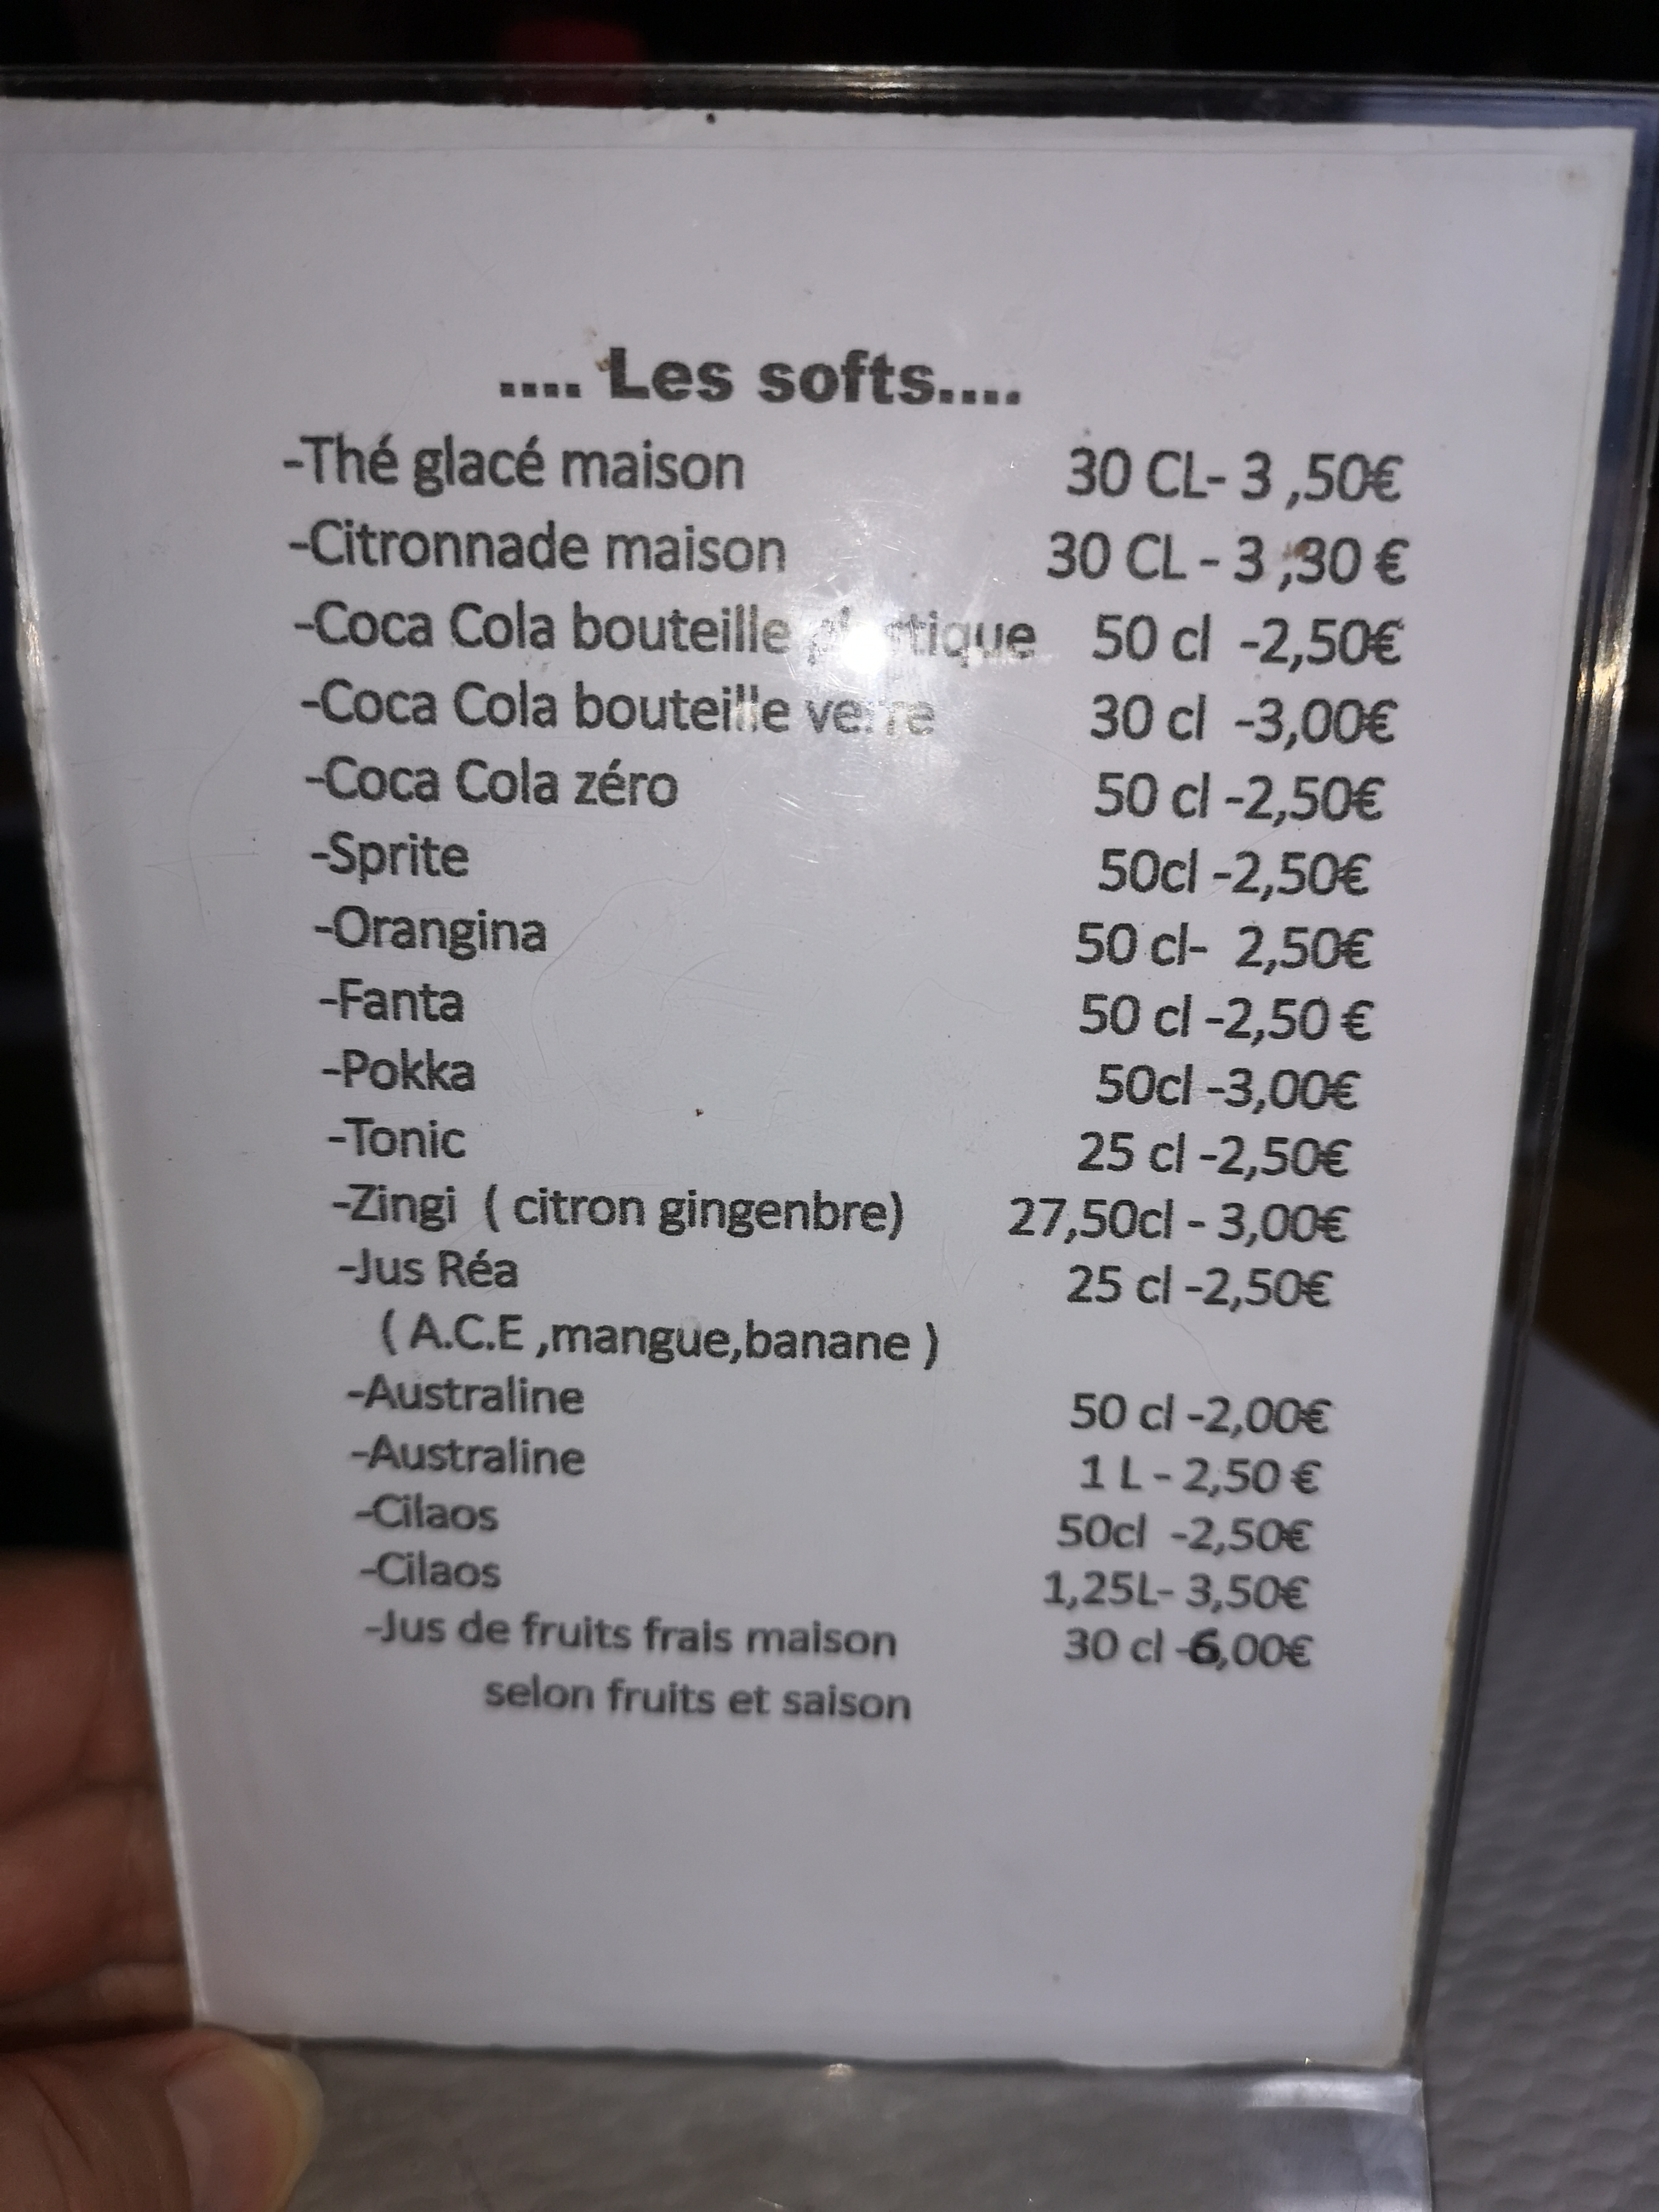 .... Les softs....
-Thé glacé maison 30 CL- 3 ,50€
-Citronnade maison 30 CL - 3 ,30 €
-Coca Cola bouteille plastique 50 cl -2,50€
-Coca Cola bouteille verre 30 cl -3,00€
-Coca Cola zéro 50 cl -2,50€
-Sprite 50cl -2,50€
-Orangina 50 cl- 2,50€
-Fanta 50 cl -2,50 €
-Pokka 50cl -3,00€
-Tonic 25 cl -2,50€
-Zingi ( citron gingenbre) 27,50cl - 3,00€
-Jus Réa 25 cl -2,50€
( A.C.E ,mangue,banane )
-Australine 50 cl -2,00€
-Australine 1 L - 2,50 €
-Cilaos 50cl -2,50€
-Cilaos 1,25L- 3,50€
-Jus de fruits frais maison 30 cl -6,00€
selon fruits et saison